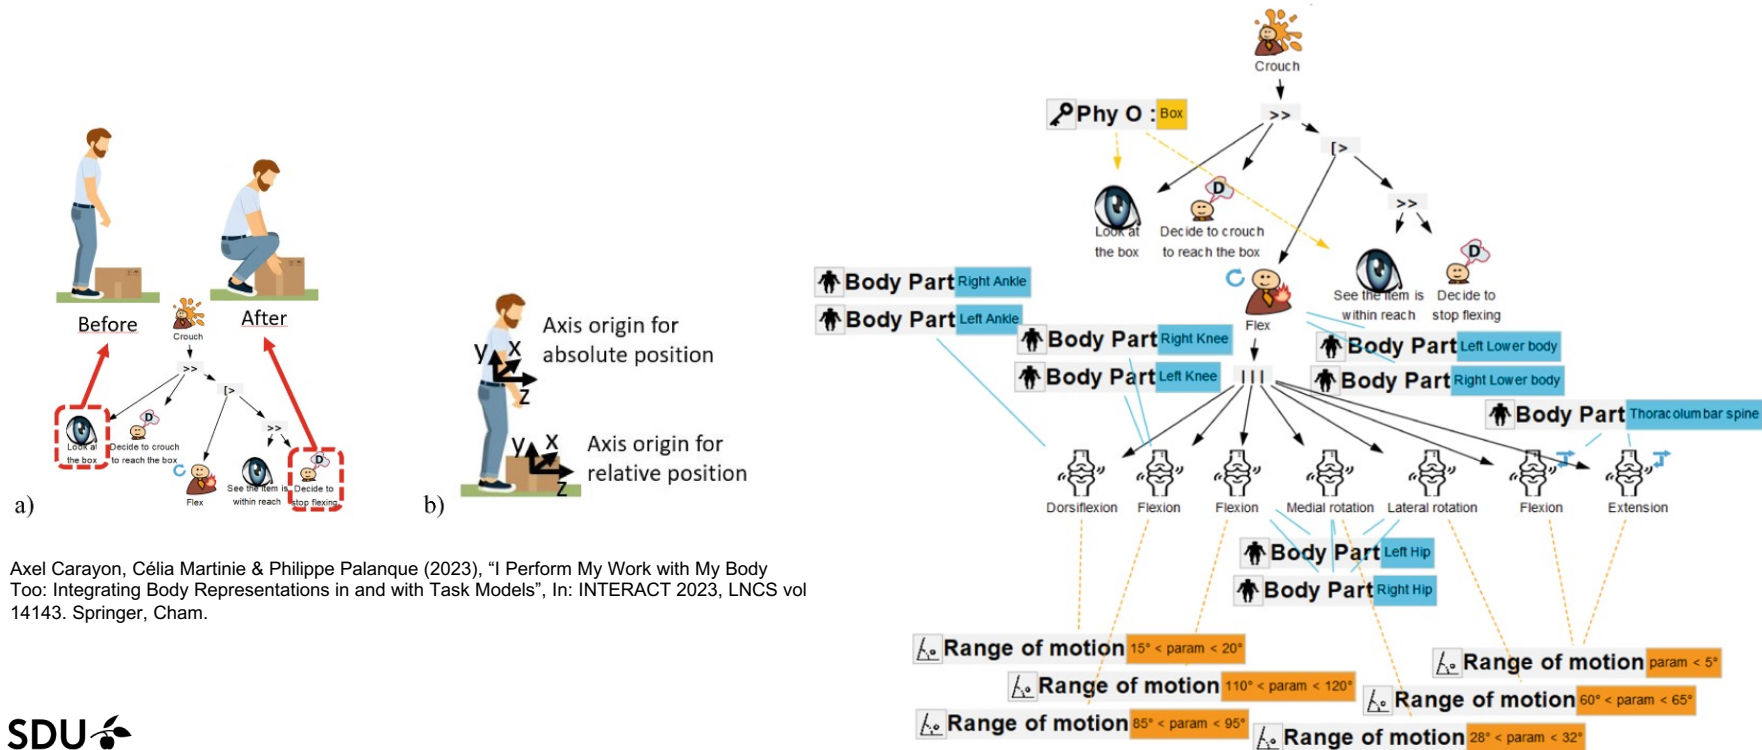 Before
After
Crouch
>>
[>
>>
D
Look at
the box
Decide to crouch
to reach the box
D
Flex
See the item is
within reach
Decide to
stop flexing
a)
y
x
z
Axis origin for
absolute position
y
x
z
Axis origin for
relative position
b)
Axel Carayon, Célia Martinie & Philippe Palanque (2023), “I Perform My Work with My Body
Too: Integrating Body Representations in and with Task Models”, In: INTERACT 2023, LNCS vol
14143. Springer, Cham.
SDU
Crouch
Phy O : Box
>>
[>
>>
D
Look at
the box
Decide to crouch
to reach the box
D
See the item is
within reach
Decide to
stop flexing
Flex
Body Part Right Ankle
Body Part Left Ankle
Body Part Right Knee
Body Part Left Knee
|||
Body Part Left Lower body
Body Part Right Lower body
Body Part Thoracolumbar spine
Dorsiflexion
Flexion
Flexion
Medial rotation
Lateral rotation
Flexion
Extension
Body Part Left Hip
Body Part Right Hip
Range of motion 15° < param < 20°
Range of motion param < 5°
Range of motion 110° < param < 120°
Range of motion 60° < param < 65°
Range of motion 85° < param < 95°
Range of motion 28° < param < 32°